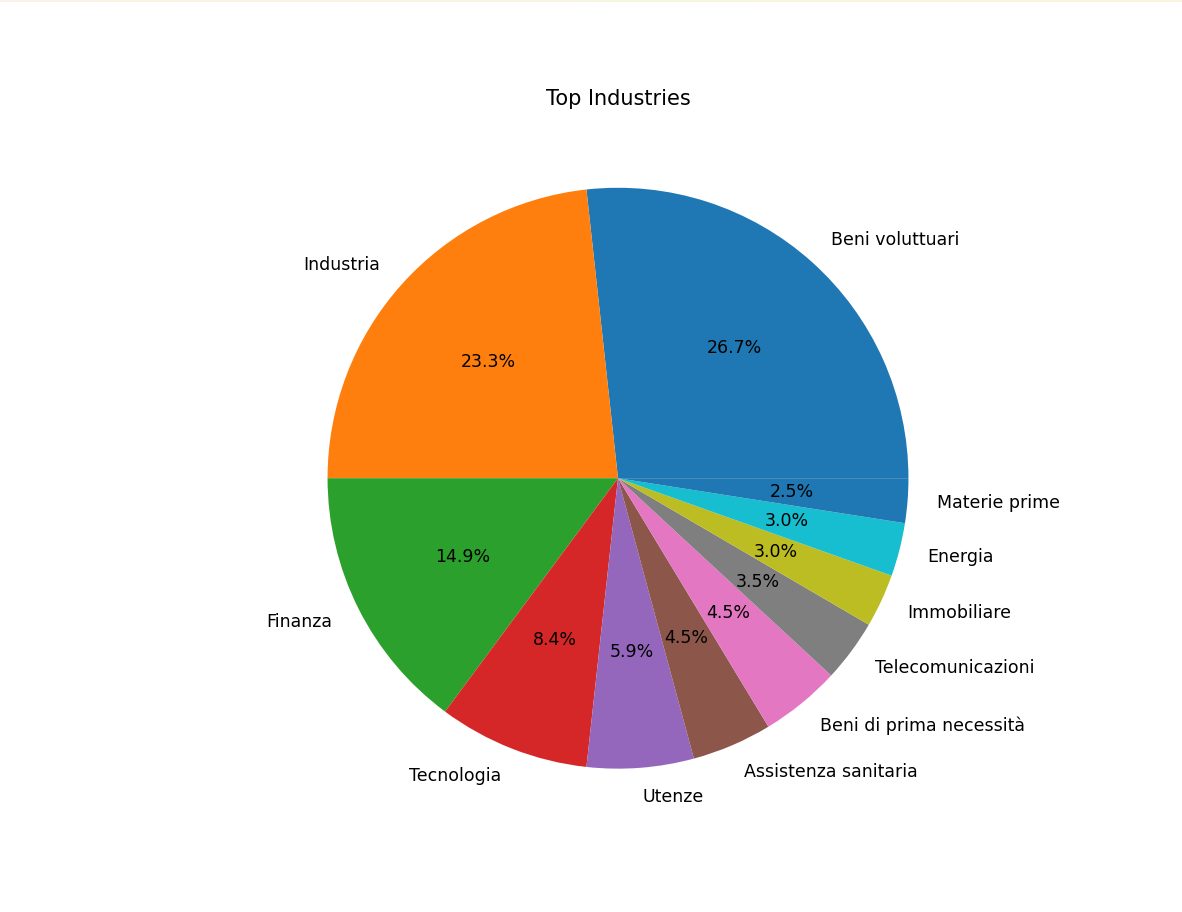 Top Industries
Beni voluttuari
Industria
26.7%
23.3%
2.5%
Materie prime
3.0%
Energia
3.0%
14.9%
3.5%
Immobiliare
4.5%
Finanza
8.4%
4.5%
5.9%
Telecomunicazioni
Beni di prima necessità
Tecnologia
Assistenza sanitaria
Utenze